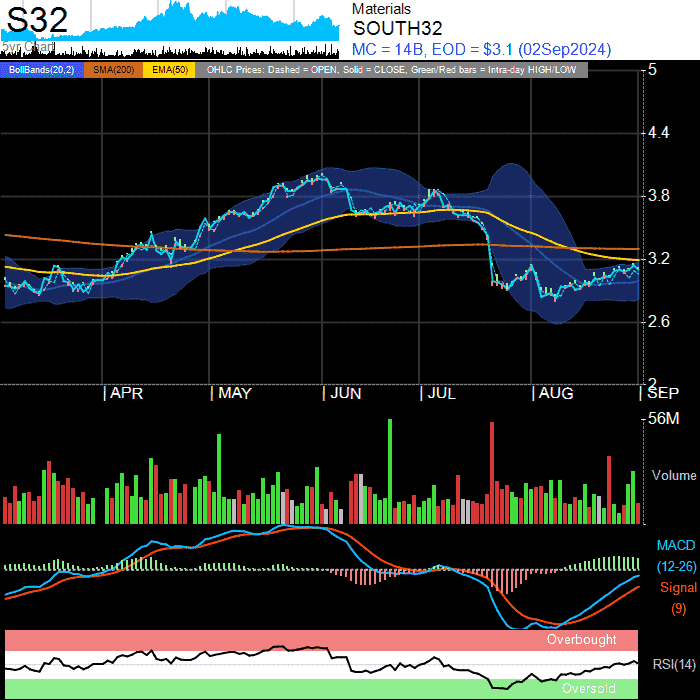 S32
5yr Chart
Materials
SOUTH32
MC = 14B, EOD = $3.1 (02Sep2024)
BollBands(20,2) SMA(200) EMA(50) OHLC Prices: Dashed = OPEN, Solid = CLOSE, Green/Red bars = Intra-day HIGH/LOW
5
4.4
3.8
3.2
2.6
2
APR MAY JUN JUL AUG SEP
56M
Volume
MACD
(12-26)
Signal
(9)
Overbought
RSI(14)
Oversold